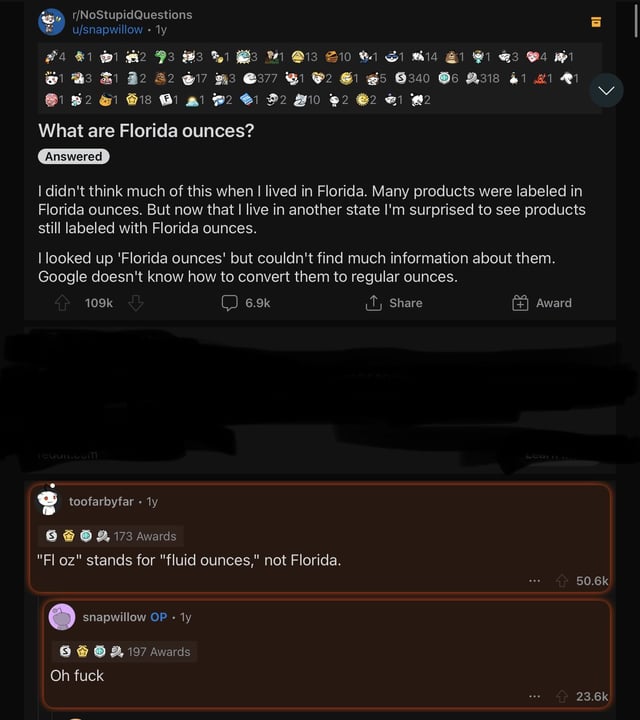 r/NoStupidQuestions
u/snapwillow • 1y
4 1 1 2 3 3 1 3 1 13 10 1 1 14 1 1 3 4 1
1 3 1 2 2 17 3 377 1 2 1 5 340 6 318 1 1 1
1 2 1 18 1 1 2 1 2 10 2 2 1 2
What are Florida ounces?
Answered
I didn't think much of this when I lived in Florida. Many products were labeled in
Florida ounces. But now that I live in another state I'm surprised to see products
still labeled with Florida ounces.
I looked up 'Florida ounces' but couldn't find much information about them.
Google doesn't know how to convert them to regular ounces.
109k 6.9k Share Award
toofarbyfar • 1y
S 173 Awards
"Fl oz" stands for "fluid ounces," not Florida.
... 50.6k
snapwillow OP • 1y
S 197 Awards
Oh fuck
... 23.6k